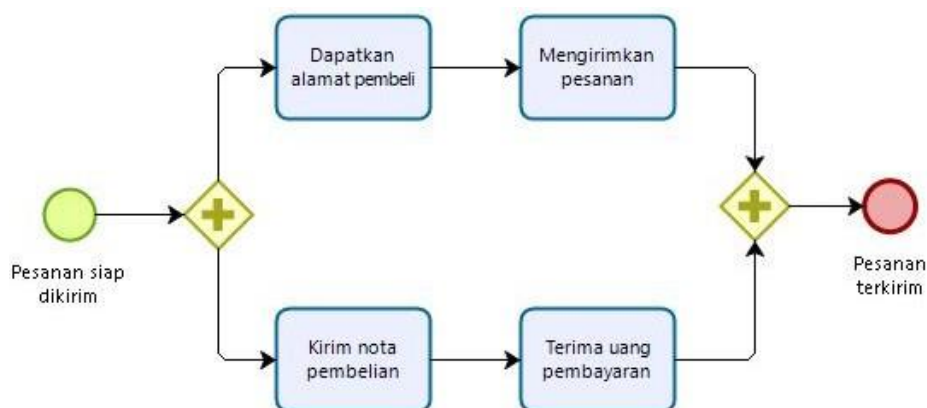 Dapatkan
alamat pembeli
Mengirimkan
pesanan
Pesanan siap
dikirim
Pesanan
terkirim
Kirim nota
pembelian
Terima uang
pembayaran